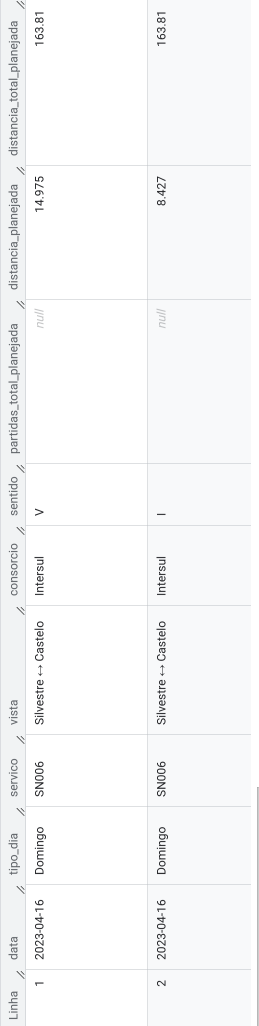 Linha data tipo_dia servico vista consorcio sentido partidas_total_planejada distancia_planejada distancia_total_planejada
1 2023-04-16 Domingo SN006 Silvestre ↔ Castelo Intersul V null 14.975 163.81
2 2023-04-16 Domingo SN006 Silvestre ↔ Castelo Intersul I null 8.427 163.81